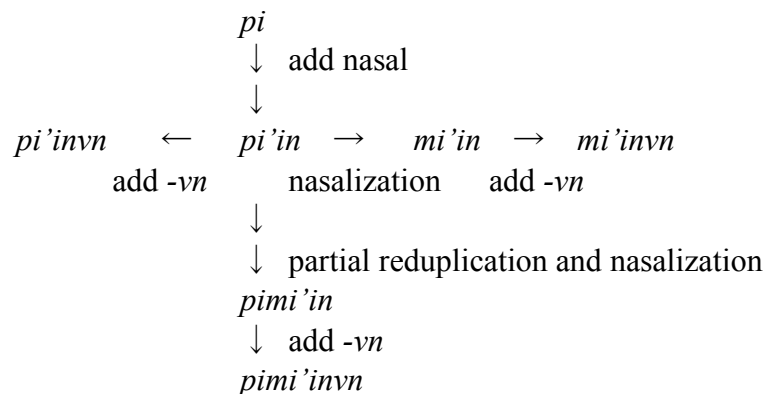 pi
↓ add nasal
↓
pi’invn ← pi’in → mi’in → mi’invn
add -vn nasalization add -vn
↓
↓ partial reduplication and nasalization
pimi’in
↓ add -vn
pimi’invn